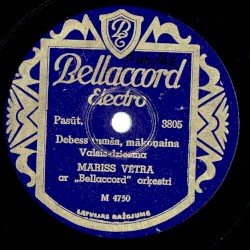 Bellaccord
Electro
Pasūt. 3805
Debess tumša, mākoņaina
Valsis-dziesma
MARISS VĒTRA
ar „Bellaccord" orķestri
M 4750
LATVIJAS RAŽOJUMS